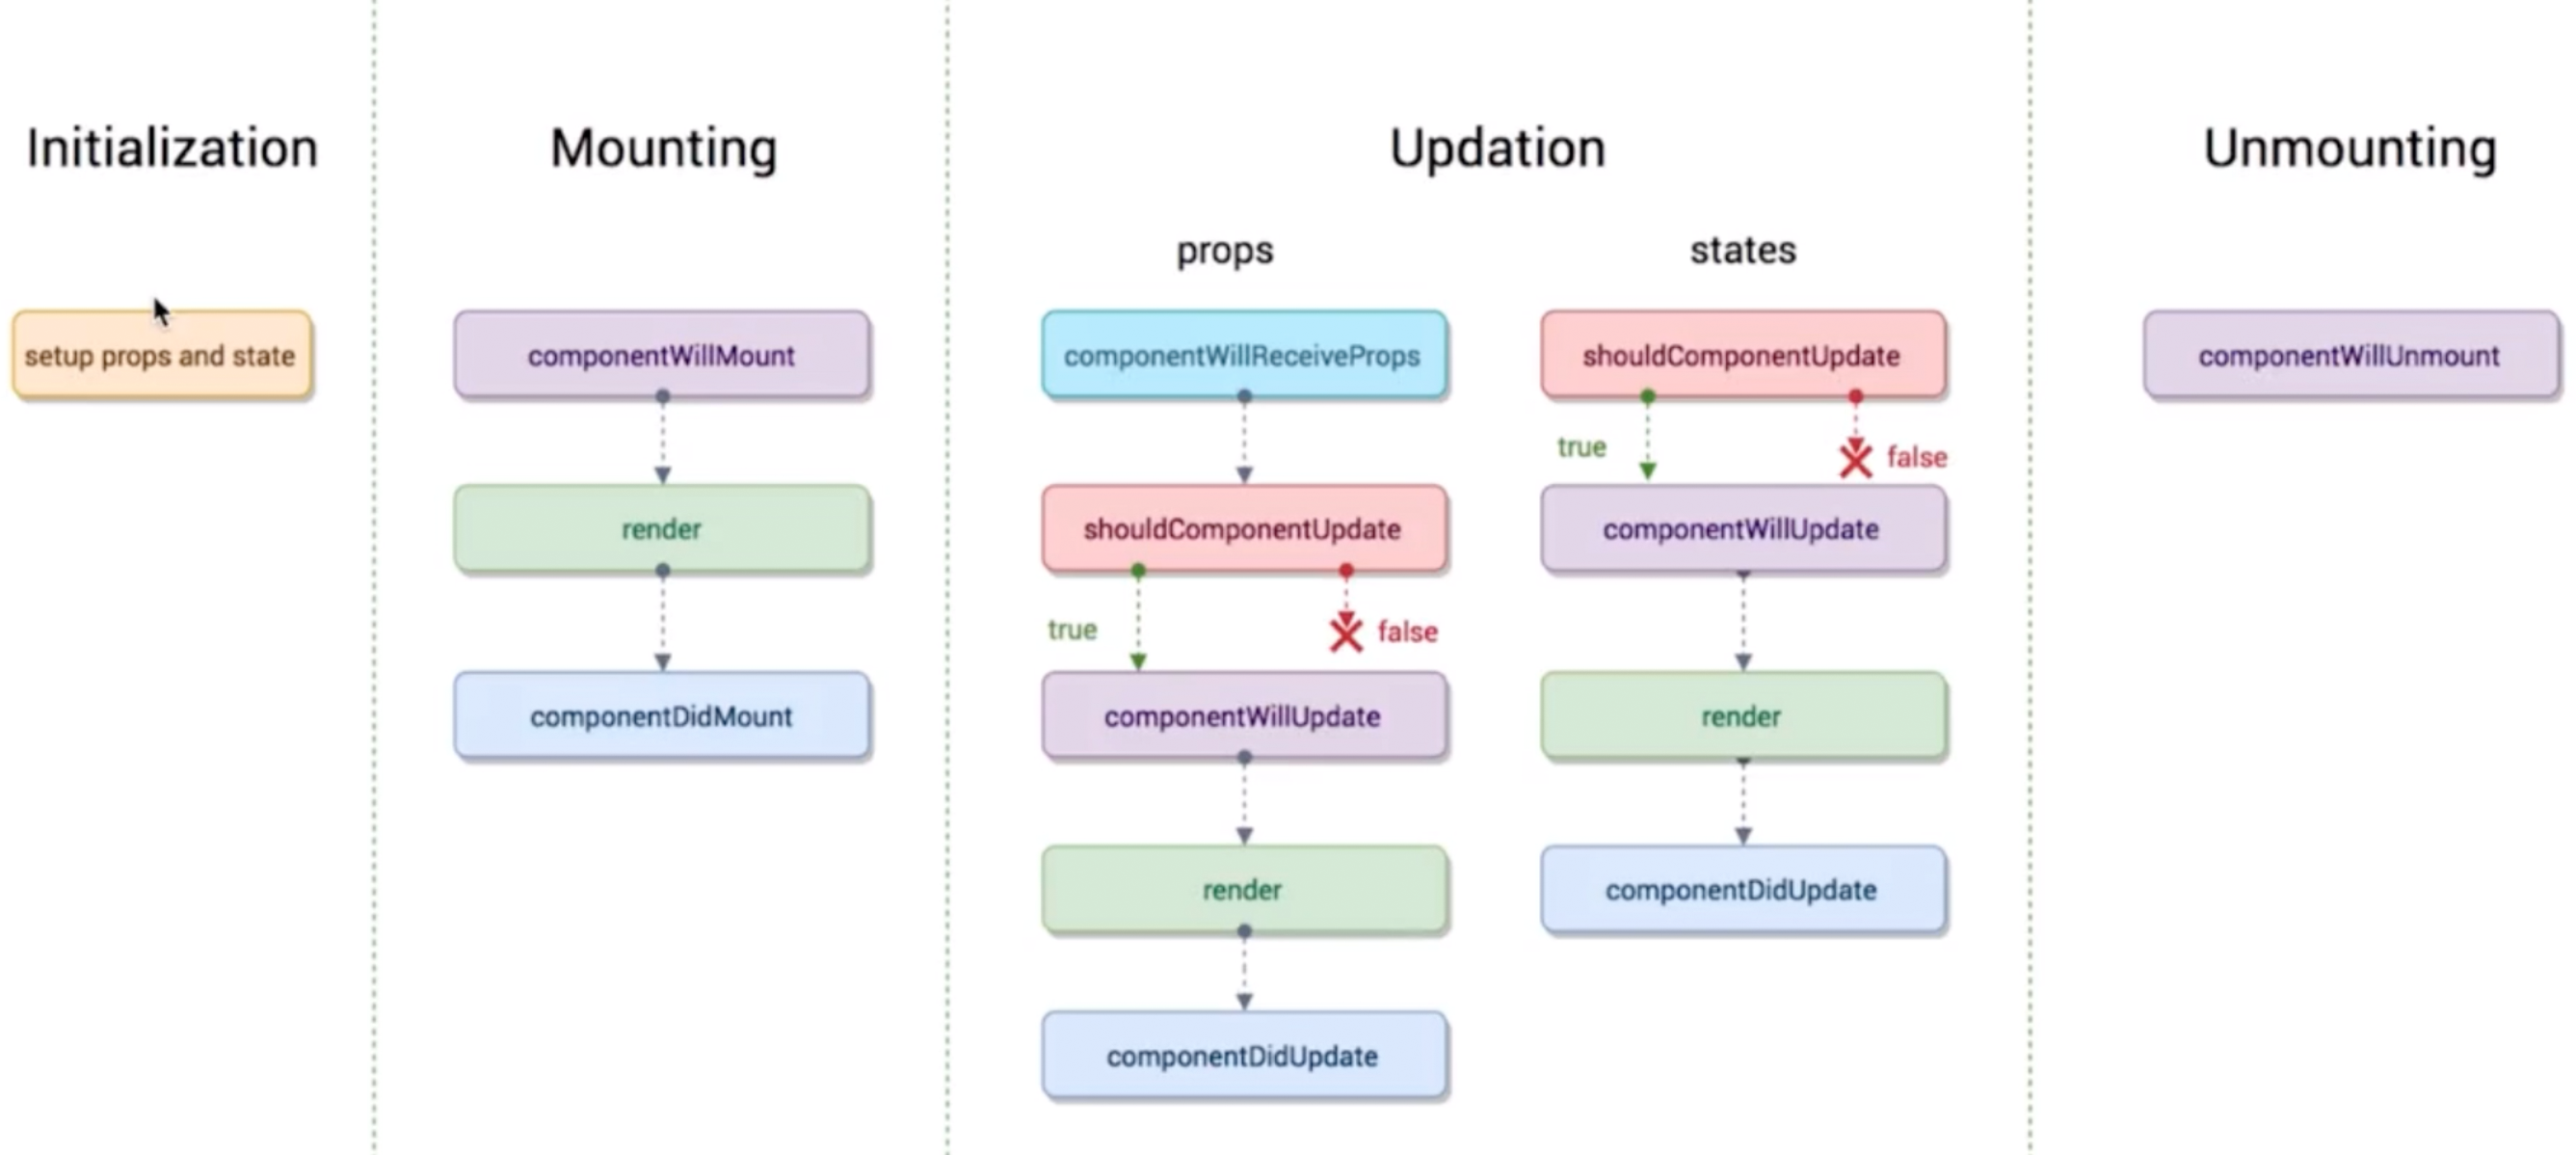 Initialization
Mounting
Updation
Unmounting
props
states
setup props and state
componentWillMount
componentWillReceiveProps
shouldComponentUpdate
componentWillUnmount
true
false
render
shouldComponentUpdate
componentWillUpdate
true
false
componentDidMount
componentWillUpdate
render
render
componentDidUpdate
componentDidUpdate